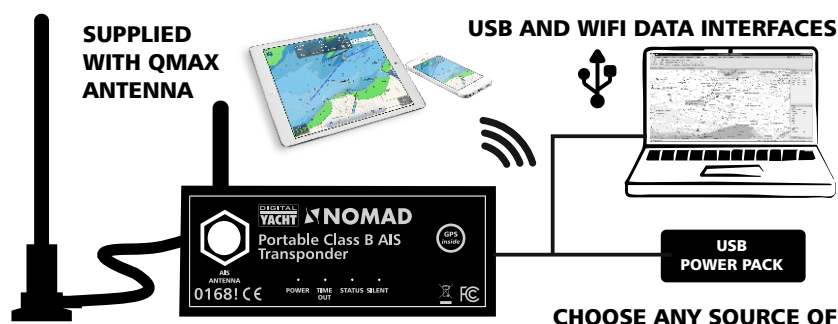 SUPPLIED
WITH QMAX
ANTENNA
USB AND WIFI DATA INTERFACES
DIGITAL
YACHT
NOMAD
Portable Class B AIS
Transponder
GPS
inside
AIS
ANTENNA
0168! CE
POWER TIME
OUT STATUS SILENT
FC
USB
POWER PACK
CHOOSE ANY SOURCE OF